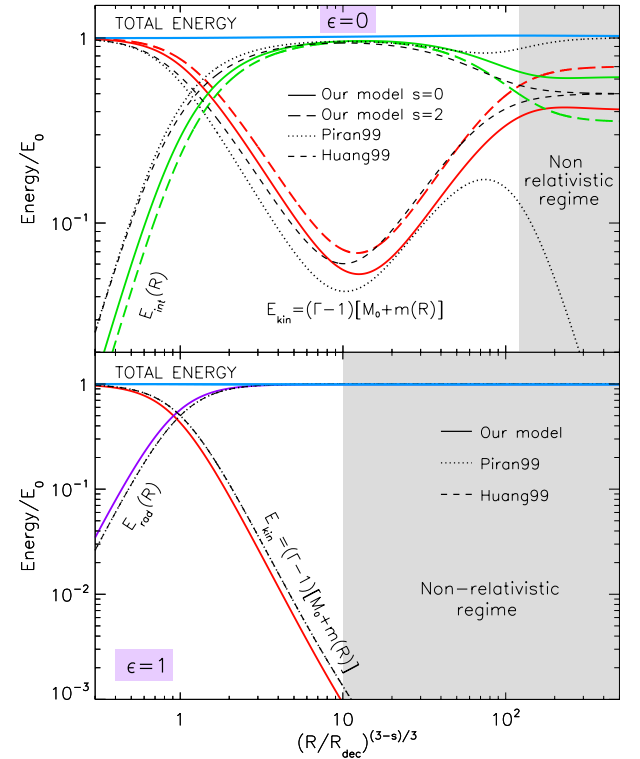 TOTAL ENERGY
ϵ=0
1
10⁻¹
Energy/E₀
Our model s=0
Our model s=2
Piran99
Huang99
Non
relativistic
regime
E_int(R)
E_kin=(Γ−1)[M₀+m(R)]
TOTAL ENERGY
1
10⁻¹
10⁻²
10⁻³
Energy/E₀
Our model
Piran99
Huang99
E_rad(R)
E_kin=(Γ−1)[M₀+m(R)]
Non−relativistic
regime
ϵ=1
1 10 10²
(R/R_dec)^(3−s)/3